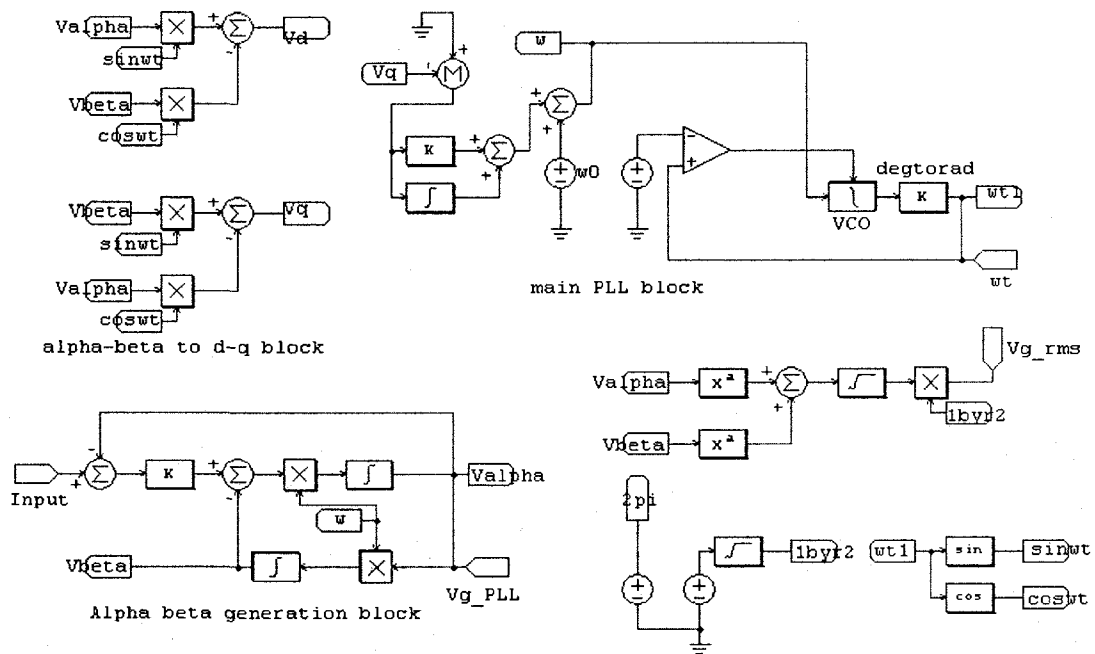 Valpha
sinwt
Vd
Vbeta
coswt
Vbeta
sinwt
Vq
Valpha
coswt
alpha-beta to d-q block
w
Vq
M
K
w0
degtorad
K
wt1
VCO
wt
main PLL block
Vg_rms
Valpha
x²
1byr2
Vbeta
x²
Input
K
Valpha
w
Vbeta
Vg_PLL
Alpha beta generation block
2pi
1byr2
wt1
sin
sinwt
cos
coswt